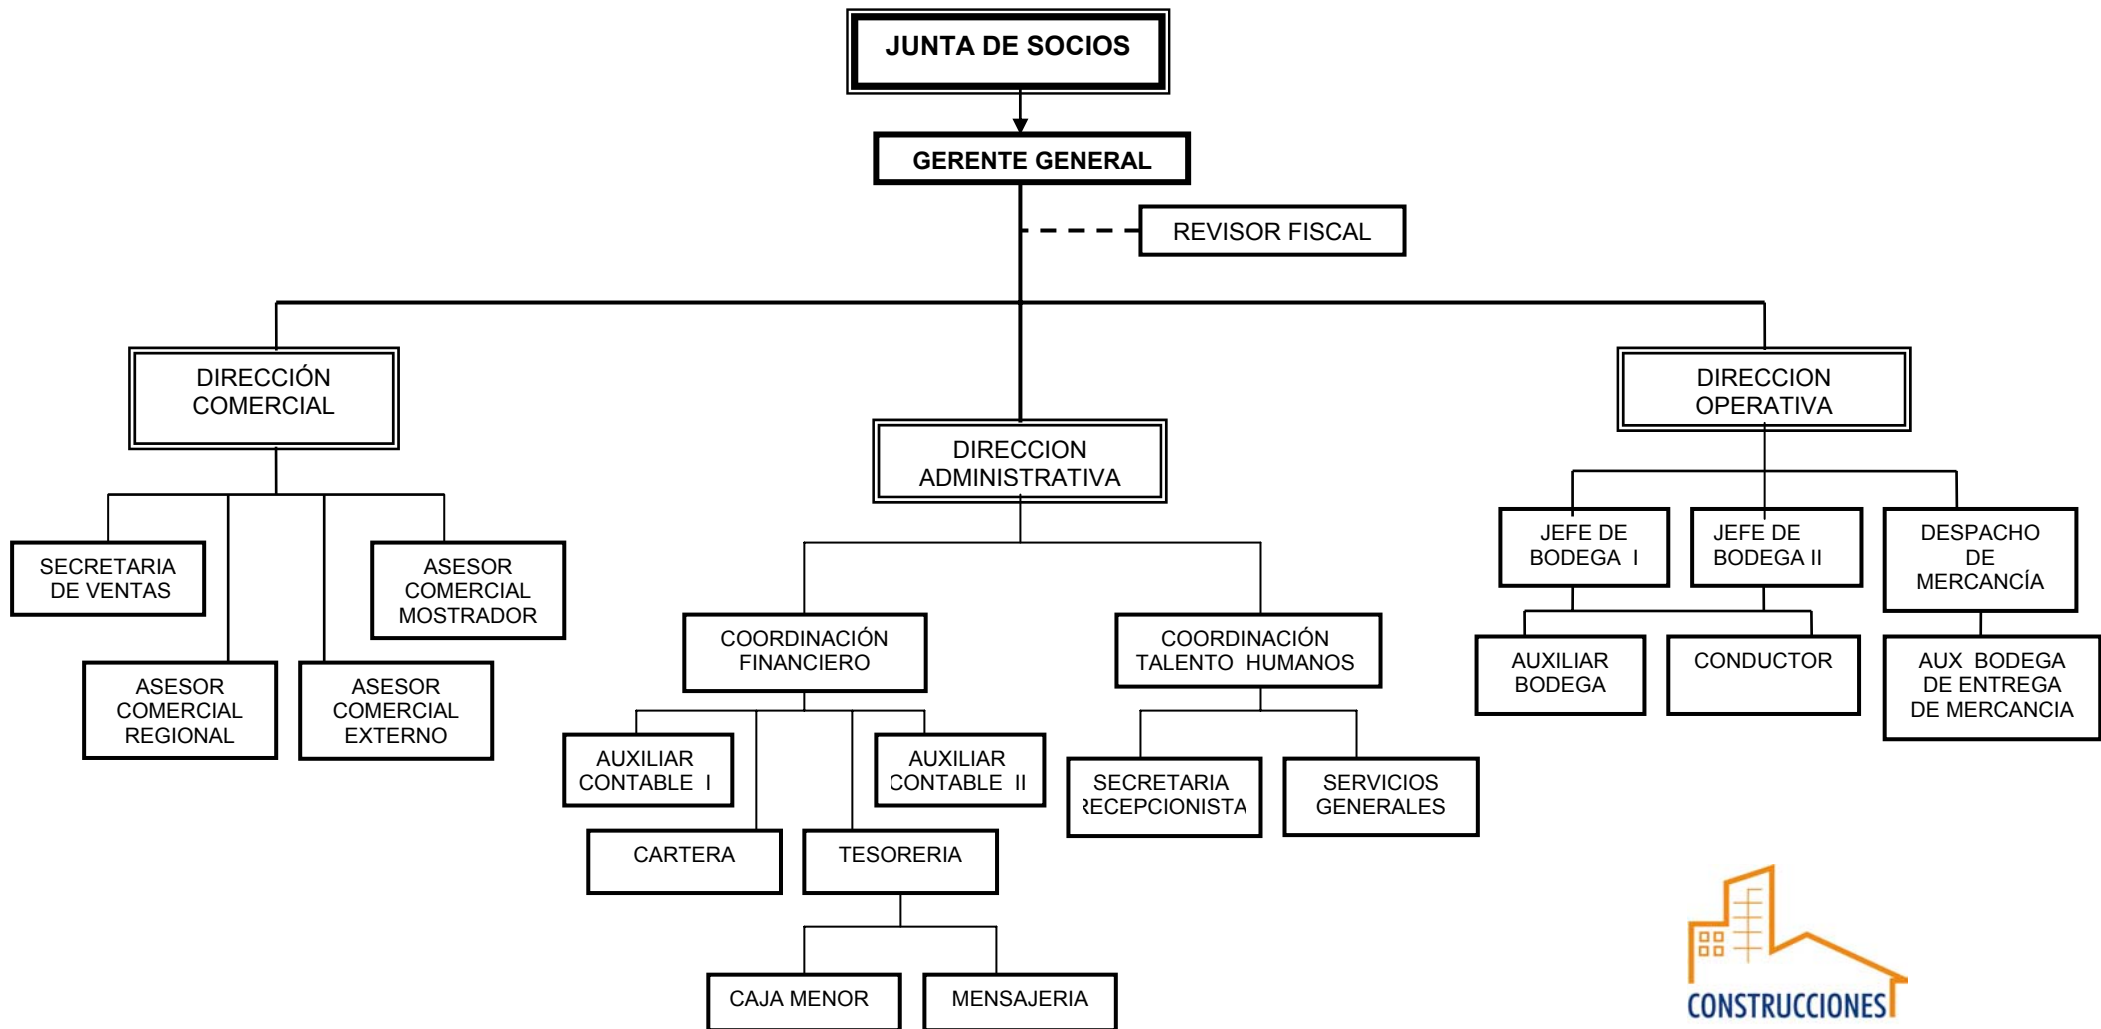 JUNTA DE SOCIOS
GERENTE GENERAL
REVISOR FISCAL
DIRECCIÓN
COMERCIAL
DIRECCION
ADMINISTRATIVA
DIRECCION
OPERATIVA
SECRETARIA
DE VENTAS
ASESOR
COMERCIAL
REGIONAL
ASESOR
COMERCIAL
EXTERNO
ASESOR
COMERCIAL
MOSTRADOR
COORDINACIÓN
FINANCIERO
COORDINACIÓN
TALENTO HUMANOS
AUXILIAR
CONTABLE I
CARTERA
TESORERIA
AUXILIAR
CONTABLE II
SECRETARIA
RECEPCIONISTA
SERVICIOS
GENERALES
CAJA MENOR
MENSAJERIA
JEFE DE
BODEGA I
JEFE DE
BODEGA II
DESPACHO
DE
MERCANCÍA
AUXILIAR
BODEGA
CONDUCTOR
AUX BODEGA
DE ENTREGA
DE MERCANCIA
CONSTRUCCIONES